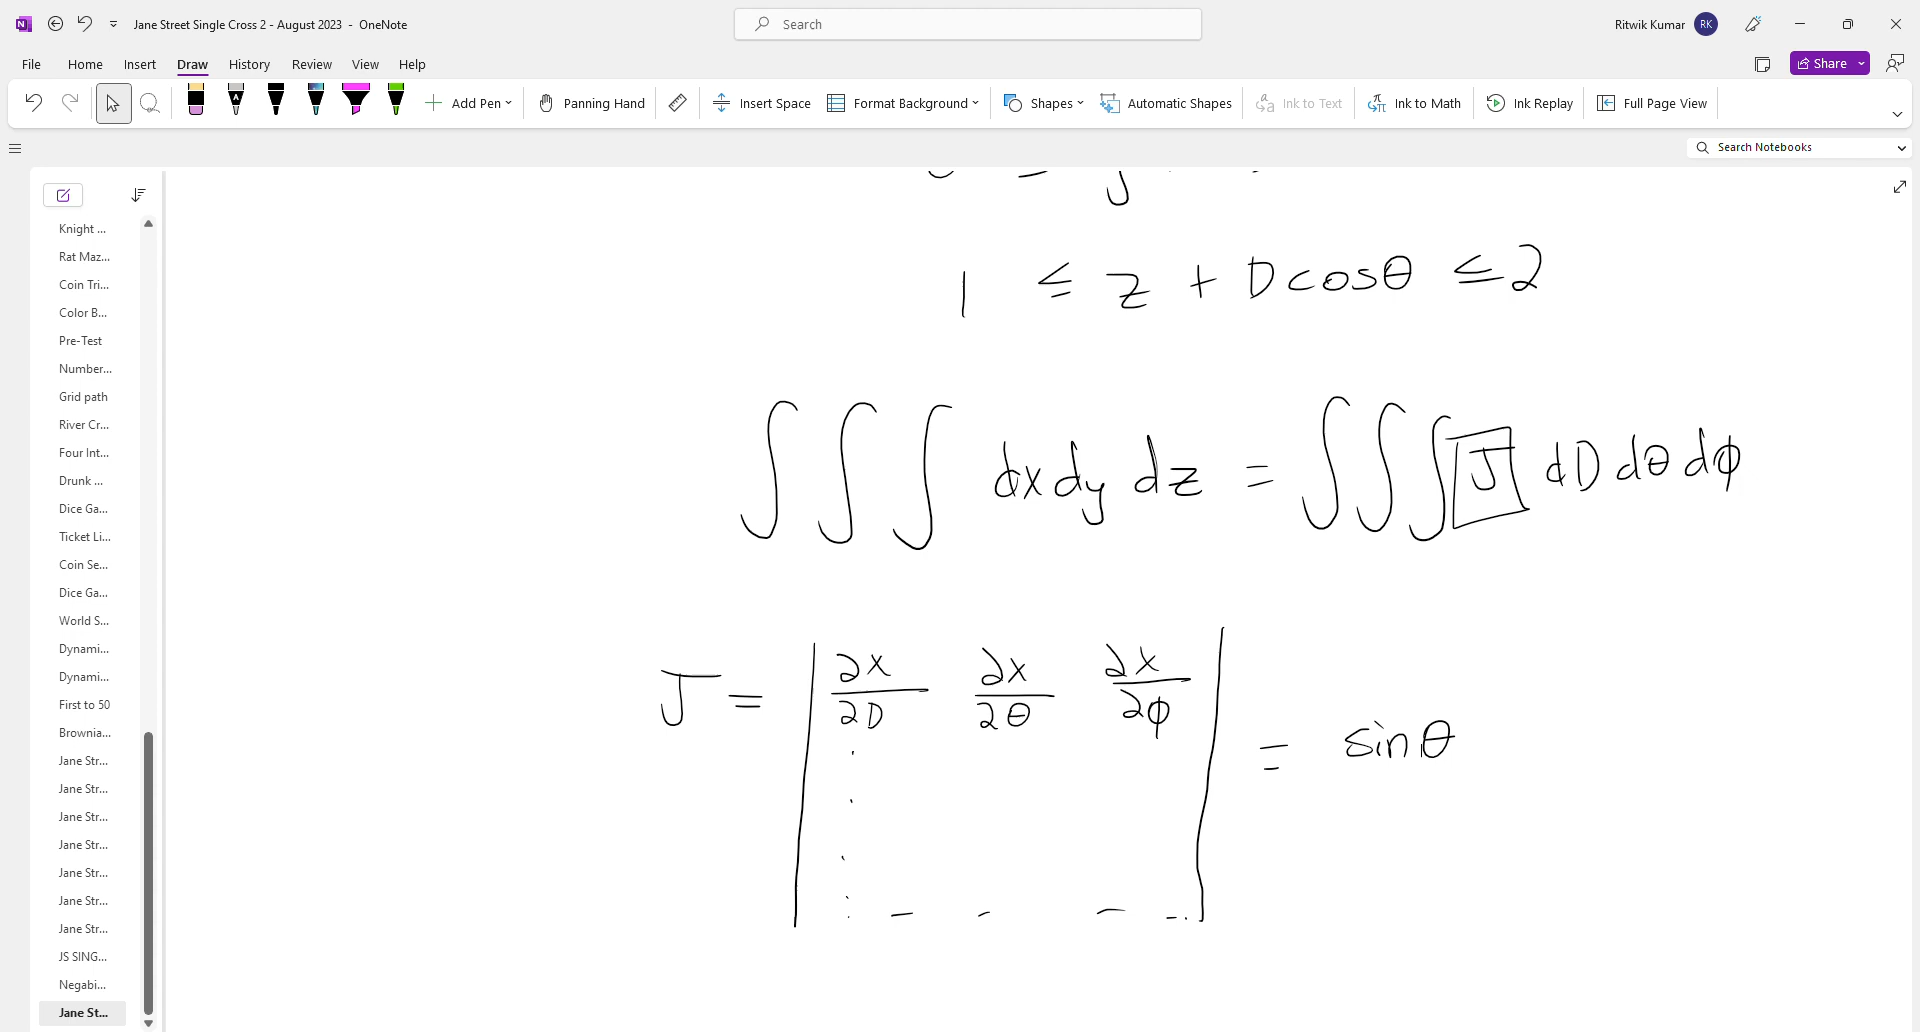 Jane Street Single Cross 2 - August 2023 - OneNote
Search
Ritwik Kumar RK
File Home Insert Draw History Review View Help
Share
Add Pen Panning Hand Insert Space Format Background Shapes Automatic Shapes Ink to Text Ink to Math Ink Replay Full Page View
Search Notebooks
Knight ...
Rat Maz...
Coin Tri...
Color B...
Pre-Test
Number...
Grid path
River Cr...
Four Int...
Drunk ...
Dice Ga...
Ticket Li...
Coin Se...
Dice Ga...
World S...
Dynami...
Dynami...
First to 50
Brownia...
Jane Str...
Jane Str...
Jane Str...
Jane Str...
Jane Str...
Jane Str...
Jane Str...
JS SING...
Negabi...
Jane St...
1 ≤ z + D cosθ ≤ 2
∫ ∫ ∫ dx dy dz = ∫ ∫ ∫ J dD dθ dϕ
J = | ∂x/∂D ∂x/∂θ ∂x/∂ϕ | = sinθ